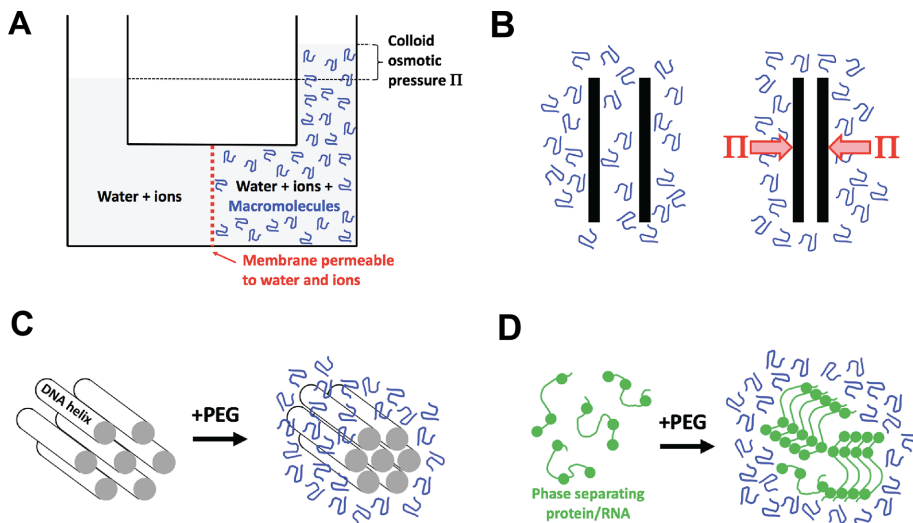 A
Colloid
osmotic
pressure Π
Water + ions
Water + ions +
Macromolecules
Membrane permeable
to water and ions
B
Π
Π
C
DNA helix
+PEG
D
+PEG
Phase separating
protein/RNA